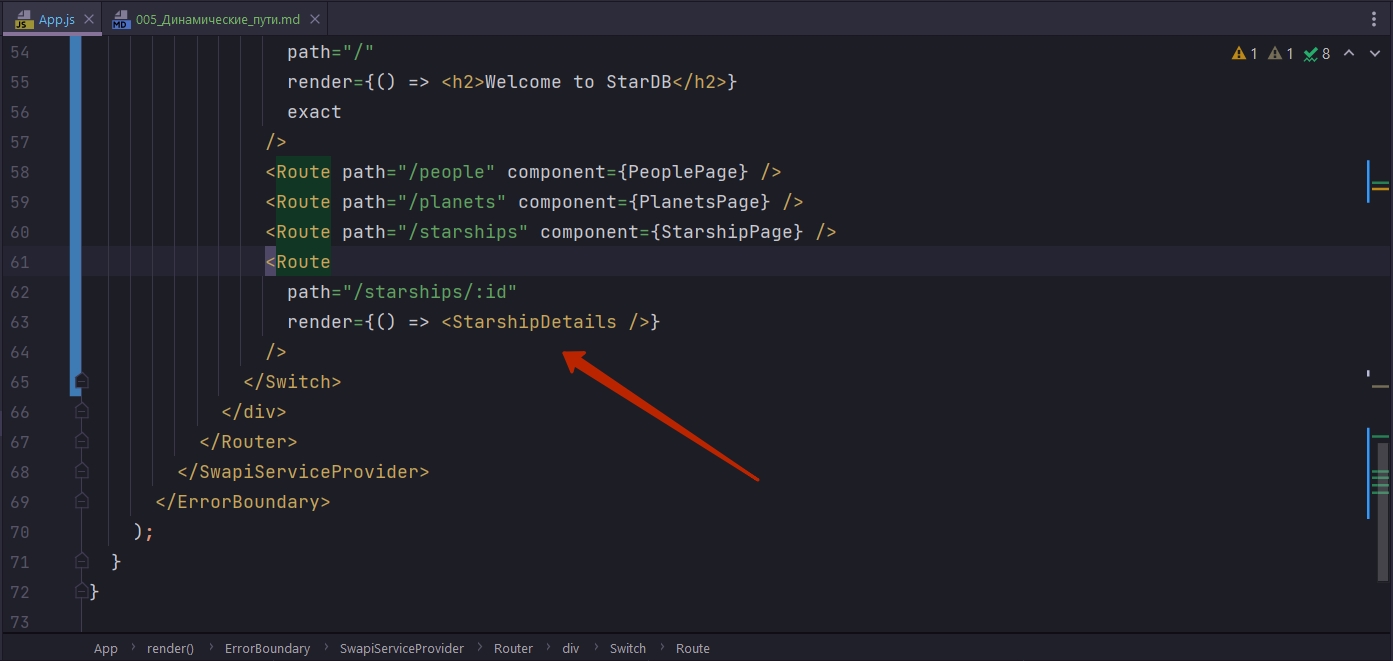 JS App.js
MD 005_Динамические_пути.md
1 1 8
54 path="/"
55 render={() => <h2>Welcome to StarDB</h2>}
56 exact
57 />
58 <Route path="/people" component={PeoplePage} />
59 <Route path="/planets" component={PlanetsPage} />
60 <Route path="/starships" component={StarshipPage} />
61 <Route
62 path="/starships/:id"
63 render={() => <StarshipDetails />}
64 />
65 </Switch>
66 </div>
67 </Router>
68 </SwapiServiceProvider>
69 </ErrorBoundary>
70 );
71 }
72 }
73
App › render() › ErrorBoundary › SwapiServiceProvider › Router › div › Switch › Route